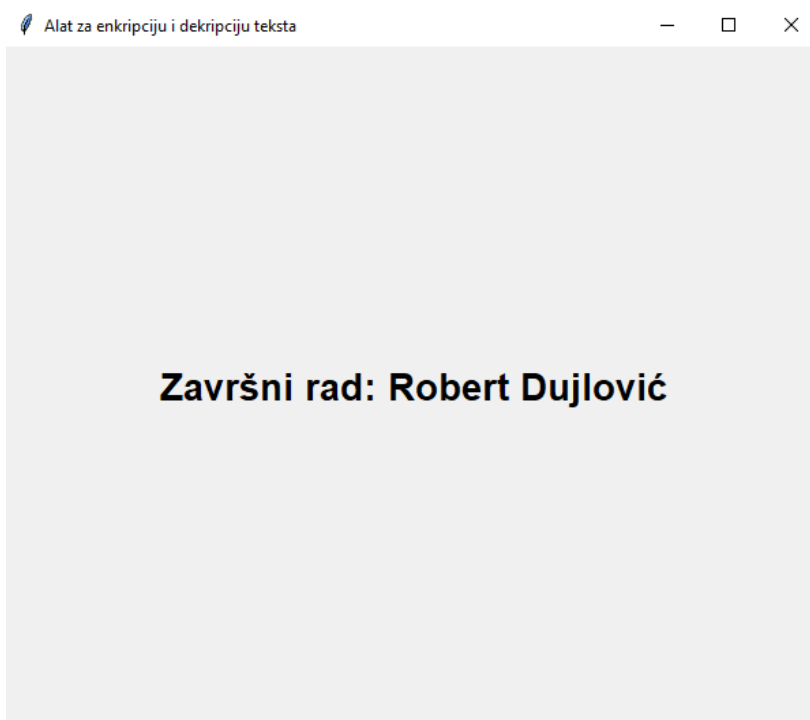 Alat za enkripciju i dekripciju teksta
Završni rad: Robert Dujlović